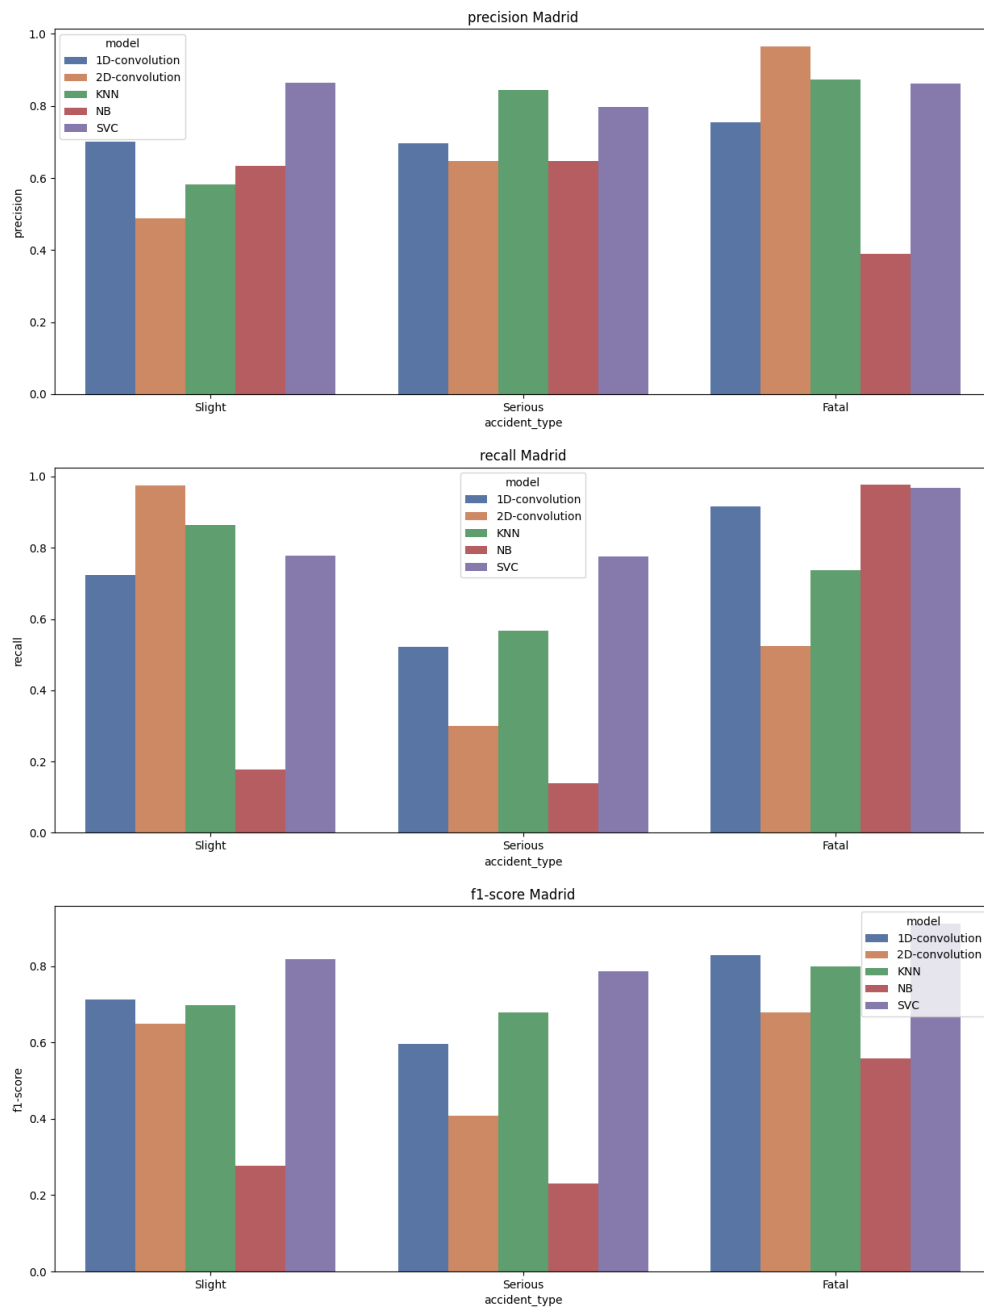 precision Madrid
model
1D-convolution
2D-convolution
KNN
NB
SVC
1.0
0.8
0.6
0.4
0.2
0.0
precision
Slight Serious Fatal
accident_type
recall Madrid
model
1D-convolution
2D-convolution
KNN
NB
SVC
1.0
0.8
0.6
0.4
0.2
0.0
recall
Slight Serious Fatal
accident_type
f1-score Madrid
model
1D-convolution
2D-convolution
KNN
NB
SVC
0.8
0.6
0.4
0.2
0.0
f1-score
Slight Serious Fatal
accident_type